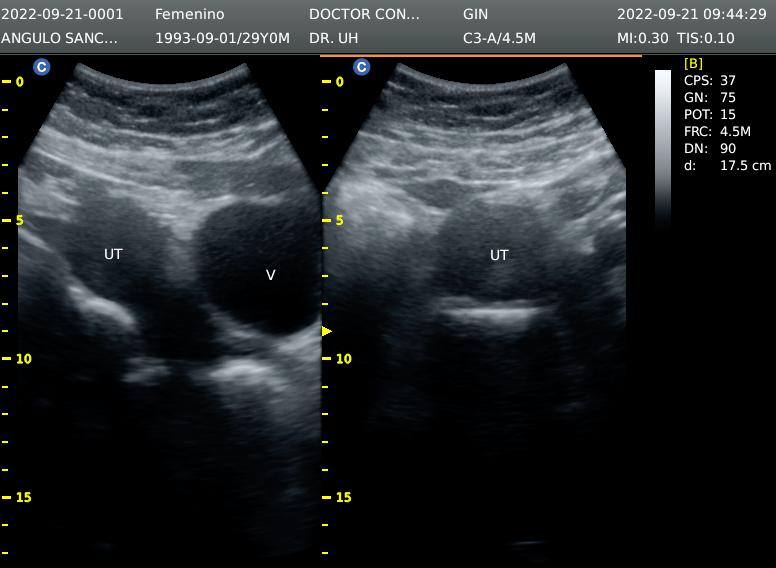 2022-09-21-0001 Femenino DOCTOR CON... GIN 2022-09-21 09:44:29
ANGULO SANC... 1993-09-01/29Y0M DR. UH C3-A/4.5M MI:0.30 TIS:0.10
C
C
[B]
CPS: 37
GN: 75
POT: 15
FRC: 4.5M
DN: 90
d: 17.5 cm
0
5
10
15
0
5
10
15
UT
V
UT